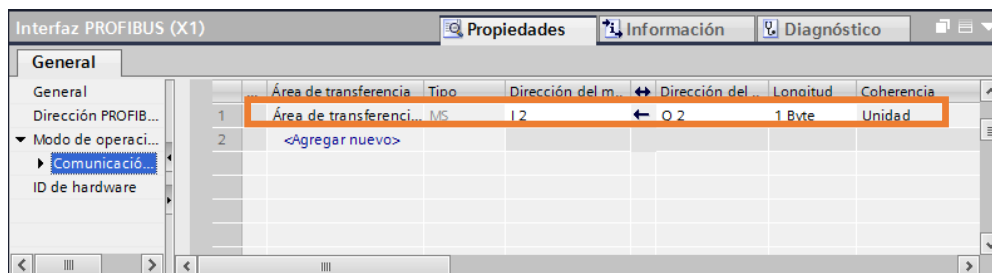 Interfaz PROFIBUS (X1) Propiedades Información Diagnóstico
General
General
Dirección PROFIB...
Modo de operaci...
Comunicació...
ID de hardware
... Área de transferencia Tipo Dirección del m.. ↔ Dirección del .. Longitud Coherencia
1 Área de transferenci... MS I 2 ← O 2 1 Byte Unidad
2 <Agregar nuevo>